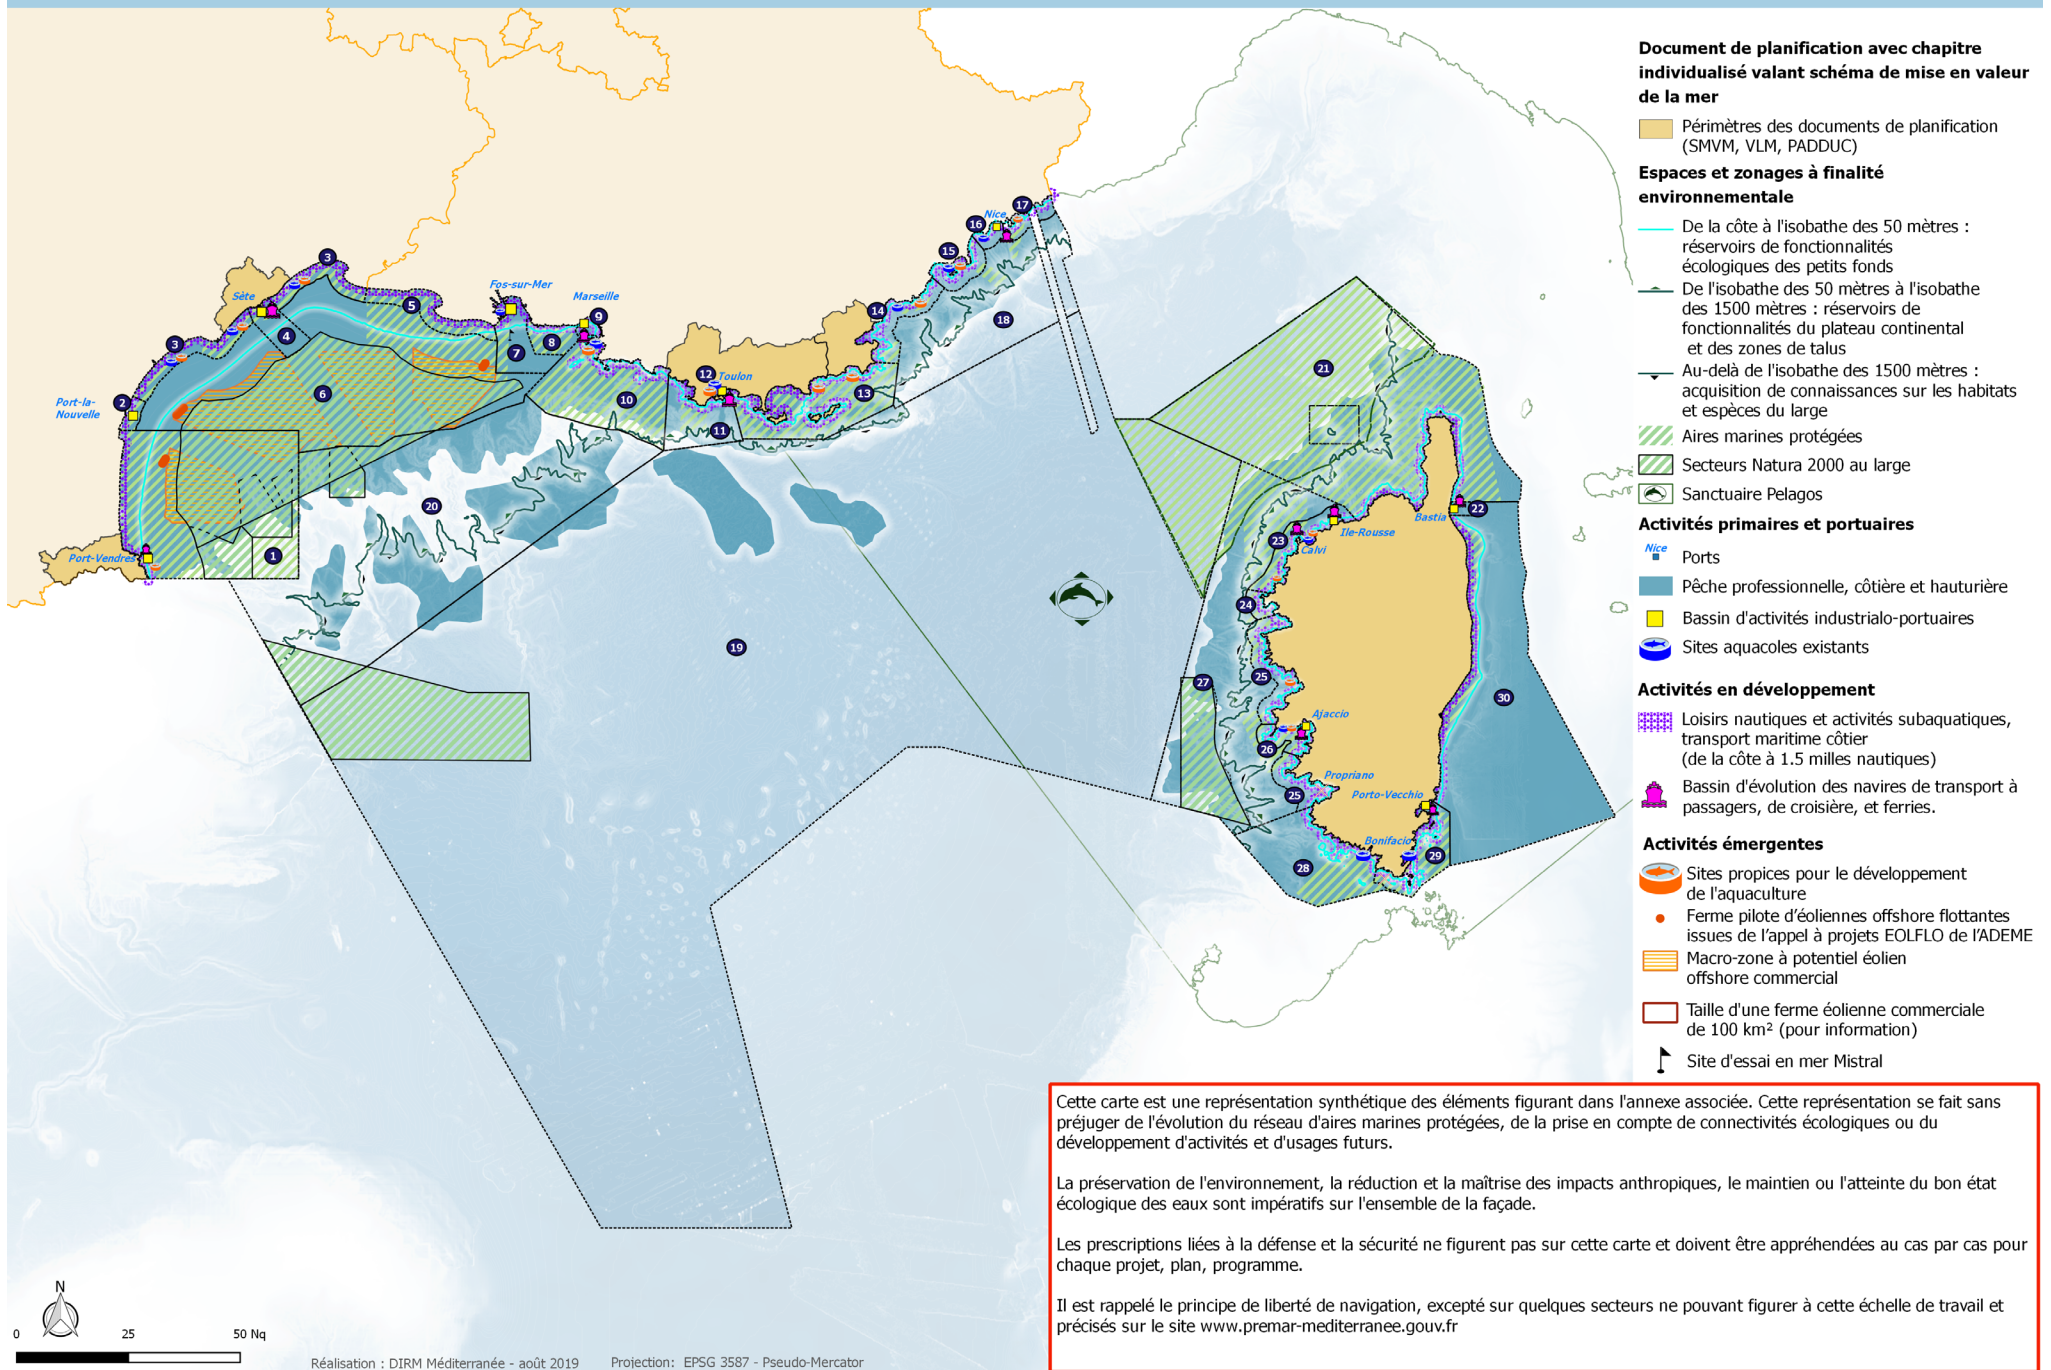 3
Sète
3
4
5
Fos-sur-Mer
Marseille
9
8
7
3
2
Port-la-
Nouvelle
6
10
12
Toulon
11
13
14
15
16
Nice
17
18
20
1
Port-Vendres
19
21
22
Bastia
Ile-Rousse
Calvi
23
24
25
27
Ajaccio
26
Propriano
25
Porto-Vecchio
Bonifacio
28
29
30
Document de planification avec chapitre
individualisé valant schéma de mise en valeur
de la mer
Périmètres des documents de planification
(SMVM, VLM, PADDUC)
Espaces et zonages à finalité
environnementale
De la côte à l'isobathe des 50 mètres :
réservoirs de fonctionnalités
écologiques des petits fonds
De l'isobathe des 50 mètres à l'isobathe
des 1500 mètres : réservoirs de
fonctionnalités du plateau continental
et des zones de talus
Au-delà de l'isobathe des 1500 mètres :
acquisition de connaissances sur les habitats
et espèces du large
Aires marines protégées
Secteurs Natura 2000 au large
Sanctuaire Pelagos
Activités primaires et portuaires
Nice
Ports
Pêche professionnelle, côtière et hauturière
Bassin d'activités industrialo-portuaires
Sites aquacoles existants
Activités en développement
Loisirs nautiques et activités subaquatiques,
transport maritime côtier
(de la côte à 1.5 milles nautiques)
Bassin d'évolution des navires de transport à
passagers, de croisière, et ferries.
Activités émergentes
Sites propices pour le développement
de l'aquaculture
Ferme pilote d'éoliennes offshore flottantes
issues de l'appel à projets EOLFLO de l'ADEME
Macro-zone à potentiel éolien
offshore commercial
Taille d'une ferme éolienne commerciale
de 100 km² (pour information)
Site d'essai en mer Mistral
Cette carte est une représentation synthétique des éléments figurant dans l'annexe associée. Cette représentation se fait sans
préjuger de l'évolution du réseau d'aires marines protégées, de la prise en compte de connectivités écologiques ou du
développement d'activités et d'usages futurs.
La préservation de l'environnement, la réduction et la maîtrise des impacts anthropiques, le maintien ou l'atteinte du bon état
écologique des eaux sont impératifs sur l'ensemble de la façade.
Les prescriptions liées à la défense et la sécurité ne figurent pas sur cette carte et doivent être appréhendées au cas par cas pour
chaque projet, plan, programme.
Il est rappelé le principe de liberté de navigation, excepté sur quelques secteurs ne pouvant figurer à cette échelle de travail et
précisés sur le site www.premar-mediterranee.gouv.fr
N
0 25 50 Nq
Réalisation : DIRM Méditerranée - août 2019 Projection: EPSG 3587 - Pseudo-Mercator